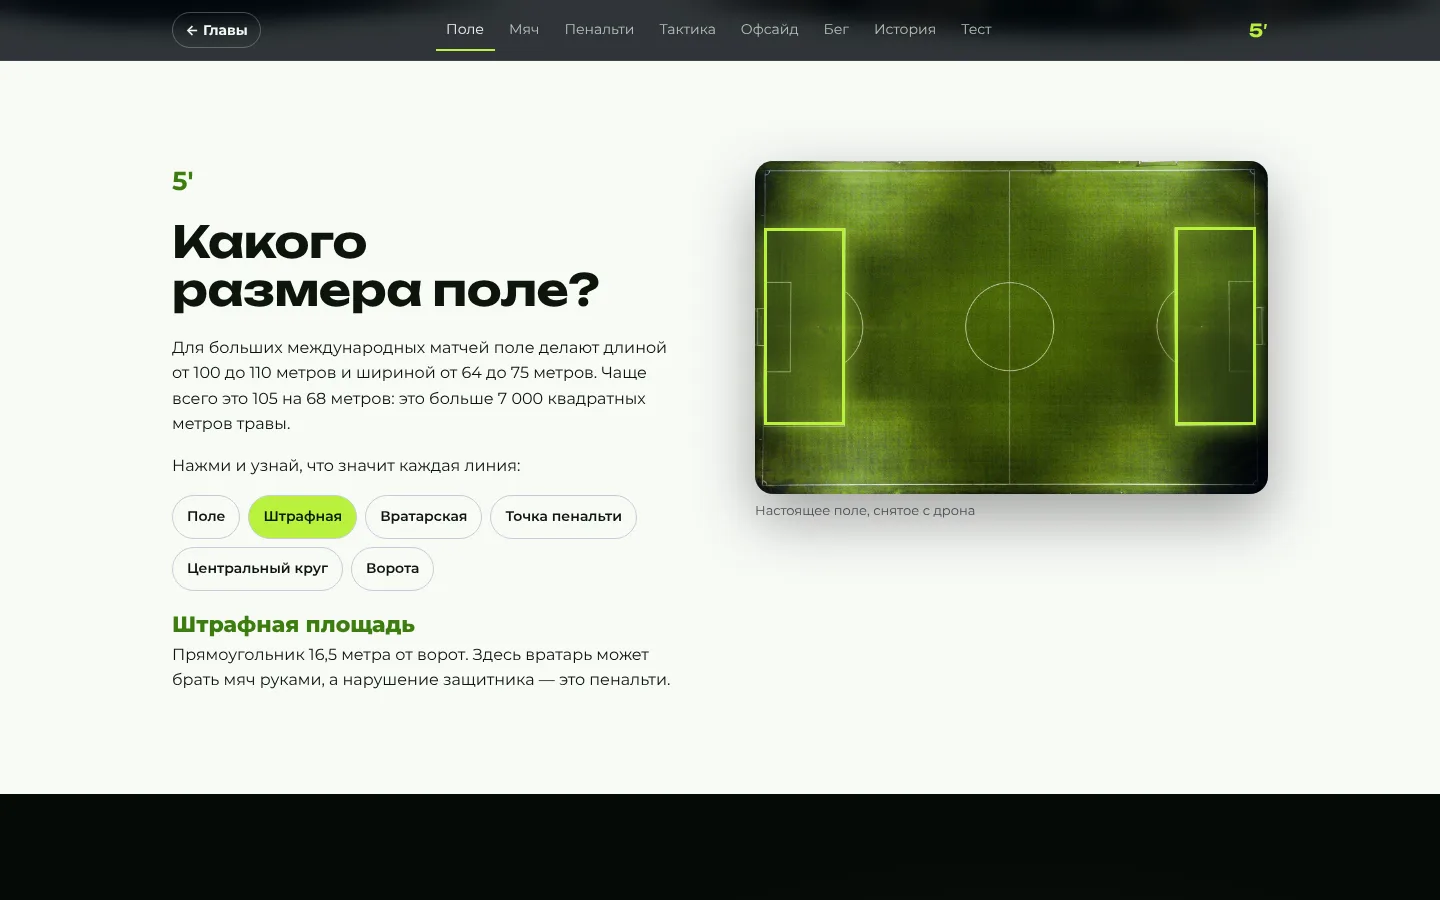 ← Главы
Поле
Мяч
Пенальти
Тактика
Офсайд
Бег
История
Тест
5′
5'
Какого
размера поле?
Для больших международных матчей поле делают длиной
от 100 до 110 метров и шириной от 64 до 75 метров. Чаще
всего это 105 на 68 метров: это больше 7 000 квадратных
метров травы.
Нажми и узнай, что значит каждая линия:
Поле
Штрафная
Вратарская
Точка пенальти
Центральный круг
Ворота
Штрафная площадь
Прямоугольник 16,5 метра от ворот. Здесь вратарь может
брать мяч руками, а нарушение защитника — это пенальти.
Настоящее поле, снятое с дрона